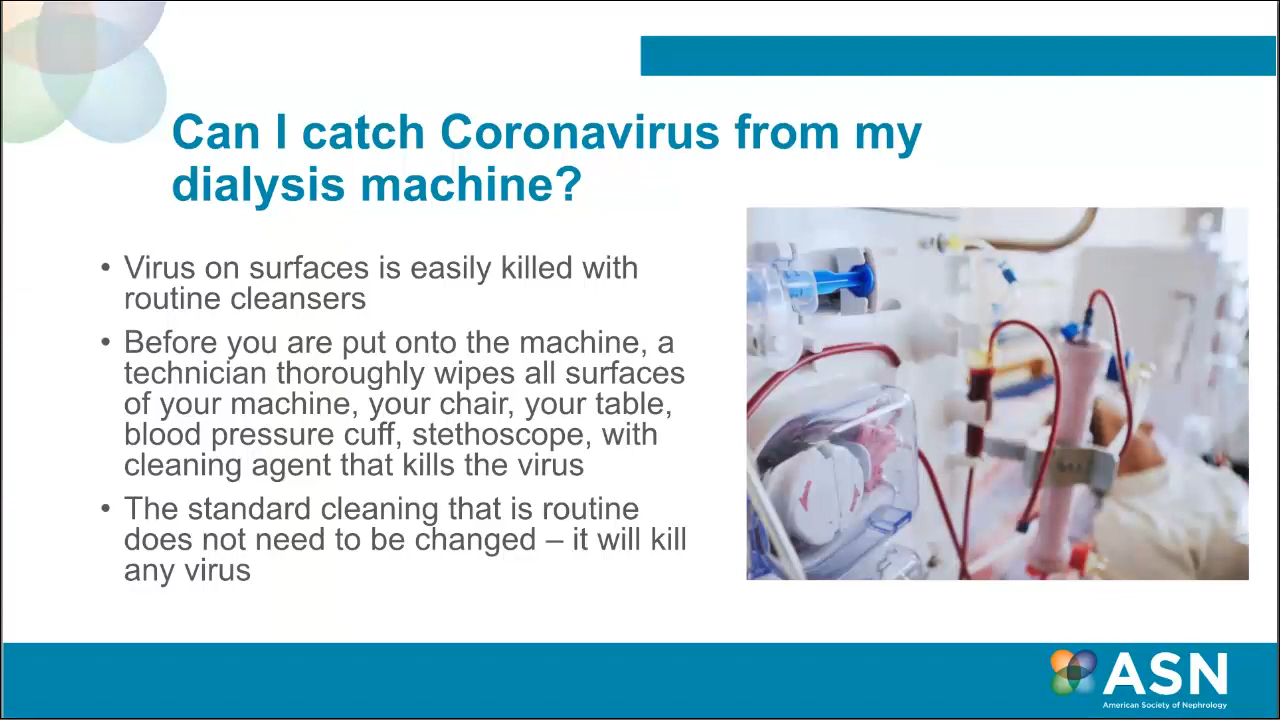 Can I catch Coronavirus from my
dialysis machine?
• Virus on surfaces is easily killed with
routine cleansers
• Before you are put onto the machine, a
technician thoroughly wipes all surfaces
of your machine, your chair, your table,
blood pressure cuff, stethoscope, with
cleaning agent that kills the virus
• The standard cleaning that is routine
does not need to be changed – it will kill
any virus
ASN
American Society of Nephrology